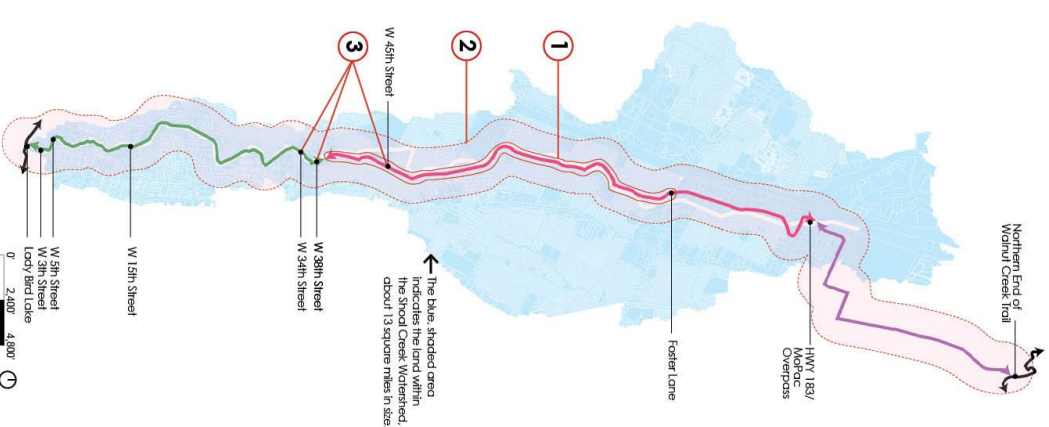 Northern End of
Walnut Creek Trail
HWY 183/
MoPac
Overpass
Foster Lane
1
2
3
W 45th Street
The blue, shaded area
indicates the land within
the Shoal Creek Watershed,
about 13 square miles in size.
W 38th Street
W 34th Street
W 15th Street
W 5th Street
W 3th Street
Lady Bird Lake
0'
2,400'
4,800'